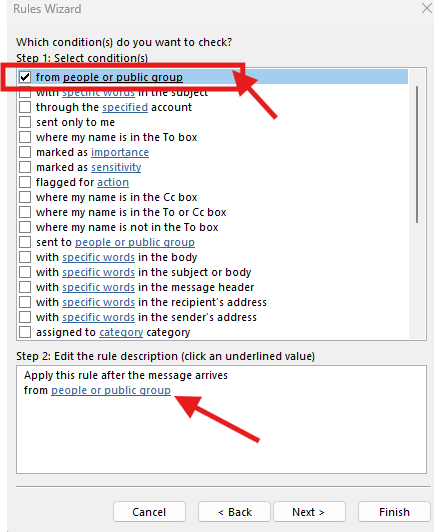 Rules Wizard
Which condition(s) do you want to check?
Step 1: Select condition(s)
from people or public group
with specific words in the subject
through the specified account
sent only to me
where my name is in the To box
marked as importance
marked as sensitivity
flagged for action
where my name is in the Cc box
where my name is in the To or Cc box
where my name is not in the To box
sent to people or public group
with specific words in the body
with specific words in the subject or body
with specific words in the message header
with specific words in the recipient's address
with specific words in the sender's address
assigned to category category
Step 2: Edit the rule description (click an underlined value)
Apply this rule after the message arrives
from people or public group
Cancel < Back Next > Finish